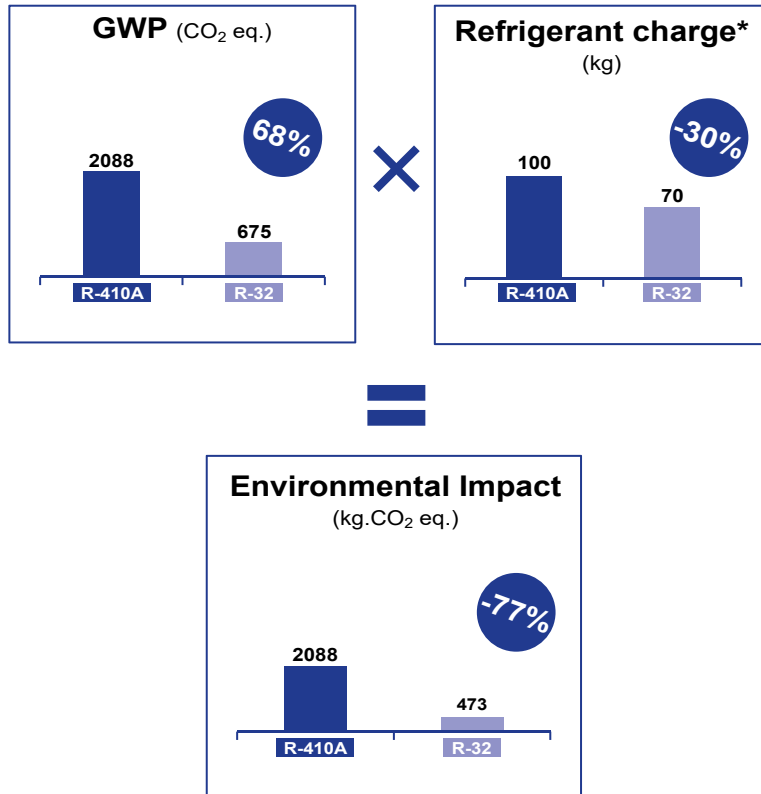 GWP (CO₂ eq.)
68%
2088
675
R-410A
R-32
×
Refrigerant charge*
(kg)
-30%
100
70
R-410A
R-32
=
Environmental Impact
(kg.CO₂ eq.)
-77%
2088
473
R-410A
R-32